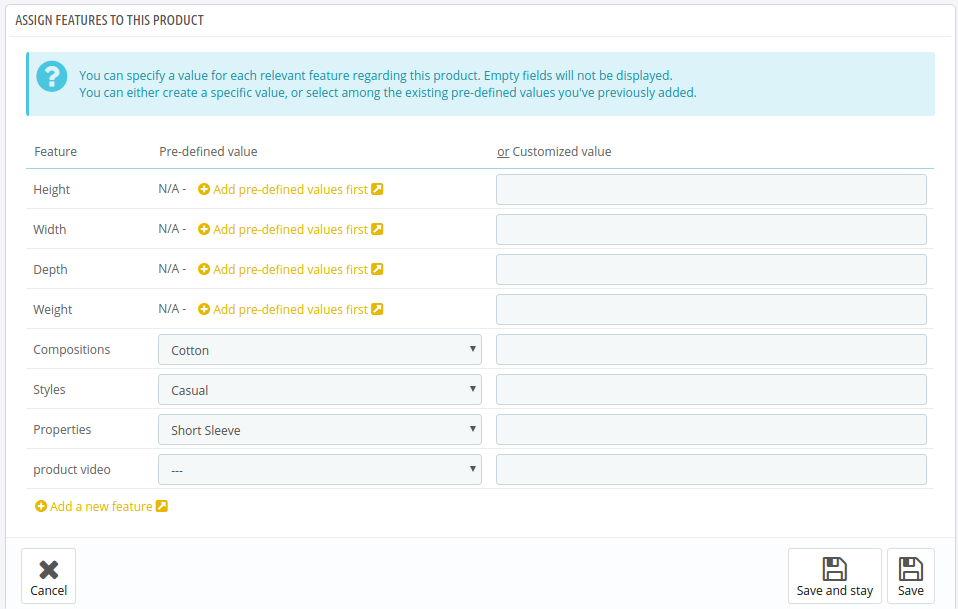 ASSIGN FEATURES TO THIS PRODUCT
You can specify a value for each relevant feature regarding this product. Empty fields will not be displayed.
You can either create a specific value, or select among the existing pre-defined values you've previously added.
Feature Pre-defined value or Customized value
Height N/A - Add pre-defined values first
Width N/A - Add pre-defined values first
Depth N/A - Add pre-defined values first
Weight N/A - Add pre-defined values first
Compositions Cotton
Styles Casual
Properties Short Sleeve
product video ---
Add a new feature
Cancel Save and stay Save